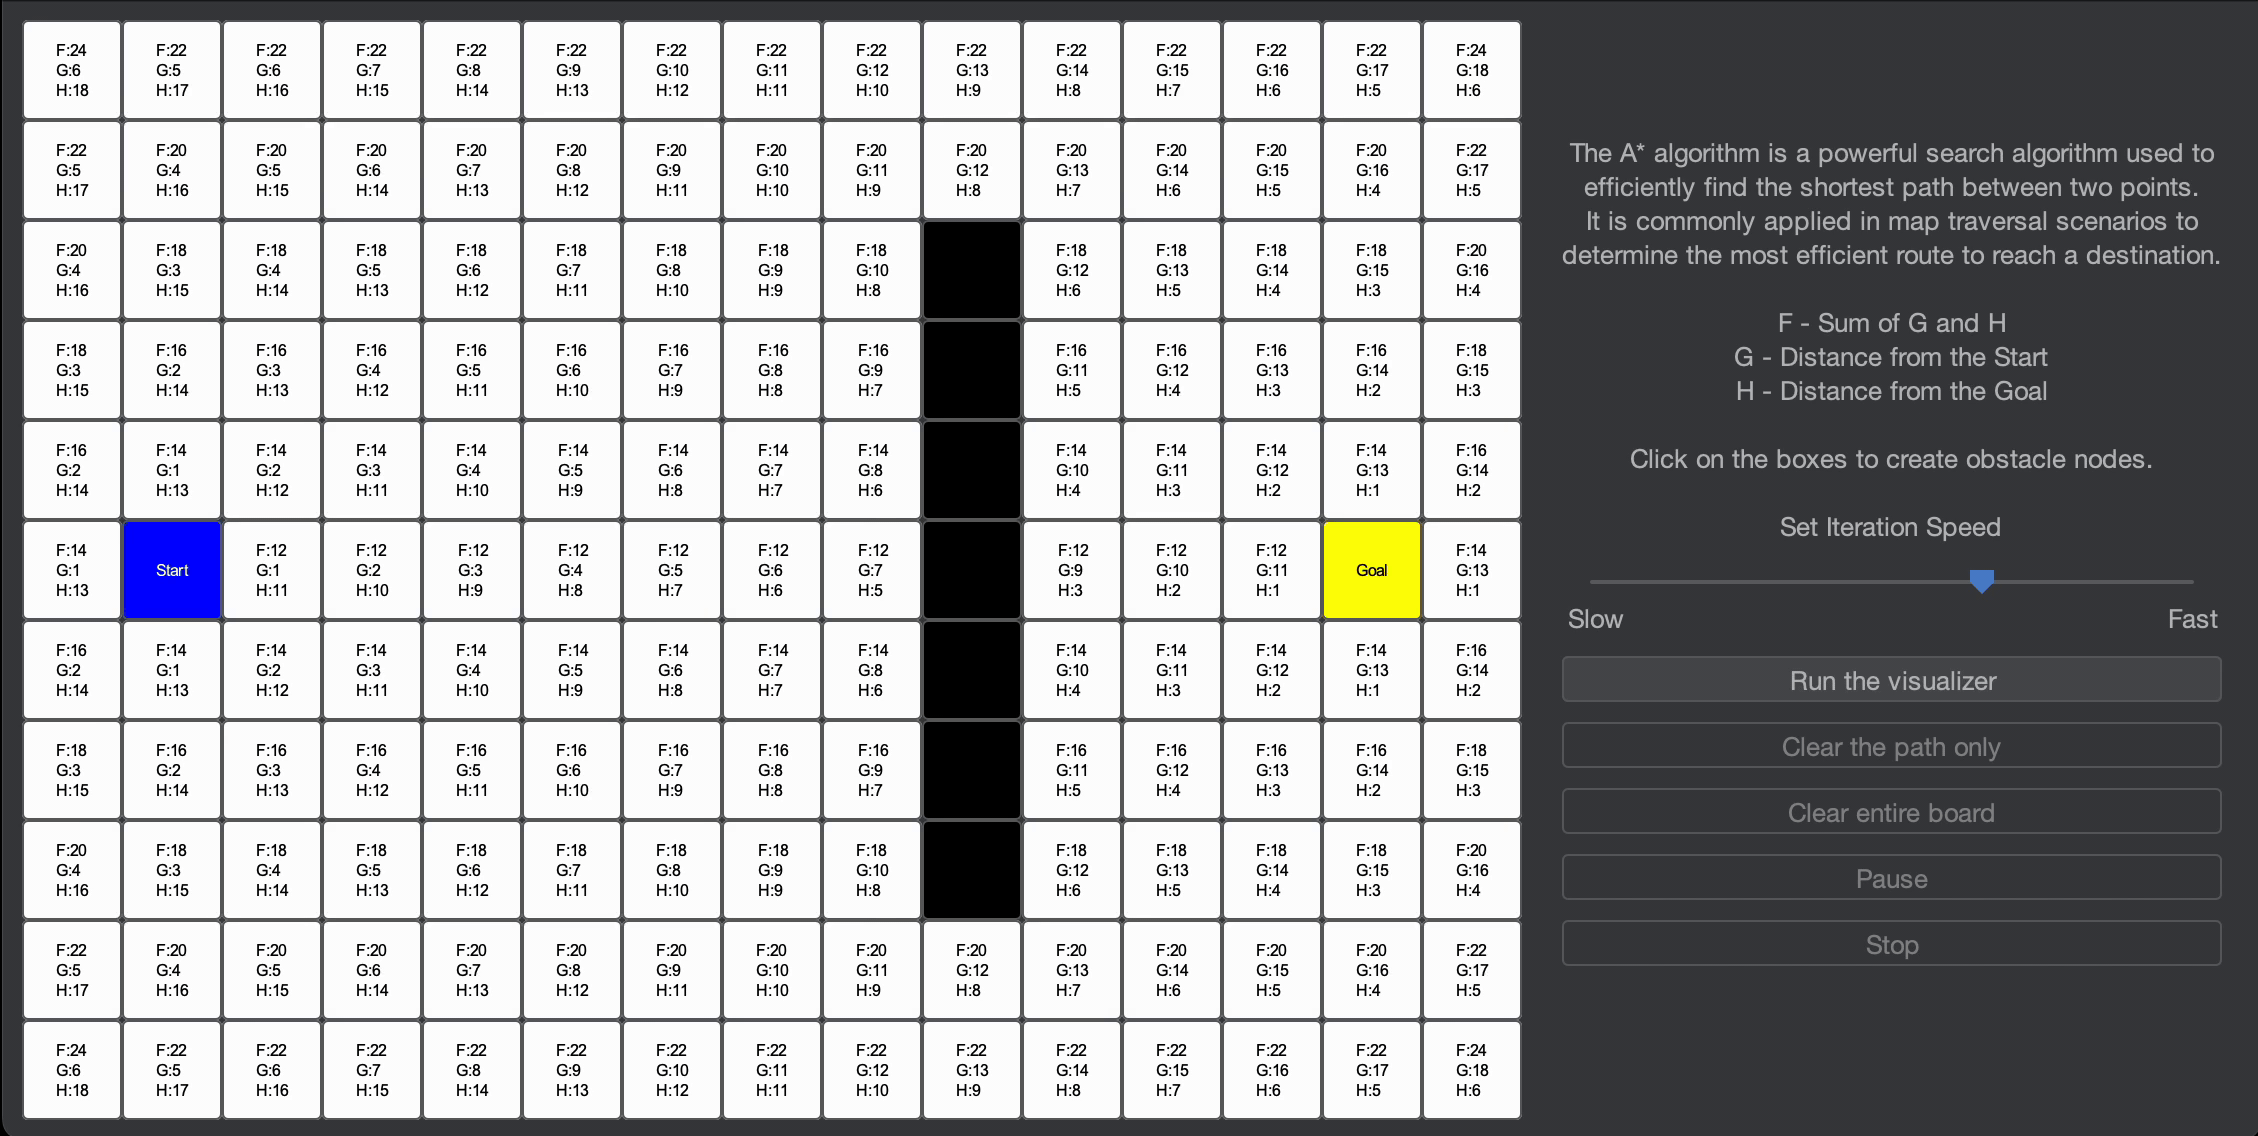 F:24 F:22 F:22 F:22 F:22 F:22 F:22 F:22 F:22 F:22 F:22 F:22 F:22 F:22 F:24
G:6 G:5 G:6 G:7 G:8 G:9 G:10 G:11 G:12 G:13 G:14 G:15 G:16 G:17 G:18
H:18 H:17 H:16 H:15 H:14 H:13 H:12 H:11 H:10 H:9 H:8 H:7 H:6 H:5 H:6
F:22 F:20 F:20 F:20 F:20 F:20 F:20 F:20 F:20 F:20 F:20 F:20 F:20 F:20 F:22
G:5 G:4 G:5 G:6 G:7 G:8 G:9 G:10 G:11 G:12 G:13 G:14 G:15 G:16 G:17
H:17 H:16 H:15 H:14 H:13 H:12 H:11 H:10 H:9 H:8 H:7 H:6 H:5 H:4 H:5
F:20 F:18 F:18 F:18 F:18 F:18 F:18 F:18 F:18 F:18 F:18 F:18 F:18 F:20
G:4 G:3 G:4 G:5 G:6 G:7 G:8 G:9 G:10 G:12 G:13 G:14 G:15 G:16
H:16 H:15 H:14 H:13 H:12 H:11 H:10 H:9 H:8 H:6 H:5 H:4 H:3 H:4
F:18 F:16 F:16 F:16 F:16 F:16 F:16 F:16 F:16 F:16 F:16 F:16 F:16 F:18
G:3 G:2 G:3 G:4 G:5 G:6 G:7 G:8 G:9 G:11 G:12 G:13 G:14 G:15
H:15 H:14 H:13 H:12 H:11 H:10 H:9 H:8 H:7 H:5 H:4 H:3 H:2 H:3
F:16 F:14 F:14 F:14 F:14 F:14 F:14 F:14 F:14 F:14 F:14 F:14 F:14 F:16
G:2 G:1 G:2 G:3 G:4 G:5 G:6 G:7 G:8 G:10 G:11 G:12 G:13 G:14
H:14 H:13 H:12 H:11 H:10 H:9 H:8 H:7 H:6 H:4 H:3 H:2 H:1 H:2
F:14 F:12 F:12 F:12 F:12 F:12 F:12 F:12 F:12 F:12 F:12 F:14
G:1 Start G:1 G:2 G:3 G:4 G:5 G:6 G:7 G:9 G:10 G:11 Goal G:13
H:13 H:11 H:10 H:9 H:8 H:7 H:6 H:5 H:3 H:2 H:1 H:1
F:16 F:14 F:14 F:14 F:14 F:14 F:14 F:14 F:14 F:14 F:14 F:14 F:14 F:16
G:2 G:1 G:2 G:3 G:4 G:5 G:6 G:7 G:8 G:10 G:11 G:12 G:13 G:14
H:14 H:13 H:12 H:11 H:10 H:9 H:8 H:7 H:6 H:4 H:3 H:2 H:1 H:2
F:18 F:16 F:16 F:16 F:16 F:16 F:16 F:16 F:16 F:16 F:16 F:16 F:16 F:18
G:3 G:2 G:3 G:4 G:5 G:6 G:7 G:8 G:9 G:11 G:12 G:13 G:14 G:15
H:15 H:14 H:13 H:12 H:11 H:10 H:9 H:8 H:7 H:5 H:4 H:3 H:2 H:3
F:20 F:18 F:18 F:18 F:18 F:18 F:18 F:18 F:18 F:18 F:18 F:18 F:18 F:20
G:4 G:3 G:4 G:5 G:6 G:7 G:8 G:9 G:10 G:12 G:13 G:14 G:15 G:16
H:16 H:15 H:14 H:13 H:12 H:11 H:10 H:9 H:8 H:6 H:5 H:4 H:3 H:4
F:22 F:20 F:20 F:20 F:20 F:20 F:20 F:20 F:20 F:20 F:20 F:20 F:20 F:20 F:22
G:5 G:4 G:5 G:6 G:7 G:8 G:9 G:10 G:11 G:12 G:13 G:14 G:15 G:16 G:17
H:17 H:16 H:15 H:14 H:13 H:12 H:11 H:10 H:9 H:8 H:7 H:6 H:5 H:4 H:5
F:24 F:22 F:22 F:22 F:22 F:22 F:22 F:22 F:22 F:22 F:22 F:22 F:22 F:22 F:24
G:6 G:5 G:6 G:7 G:8 G:9 G:10 G:11 G:12 G:13 G:14 G:15 G:16 G:17 G:18
H:18 H:17 H:16 H:15 H:14 H:13 H:12 H:11 H:10 H:9 H:8 H:7 H:6 H:5 H:6
The A* algorithm is a powerful search algorithm used to
efficiently find the shortest path between two points.
It is commonly applied in map traversal scenarios to
determine the most efficient route to reach a destination.
F - Sum of G and H
G - Distance from the Start
H - Distance from the Goal
Click on the boxes to create obstacle nodes.
Set Iteration Speed
Slow Fast
Run the visualizer
Clear the path only
Clear entire board
Pause
Stop